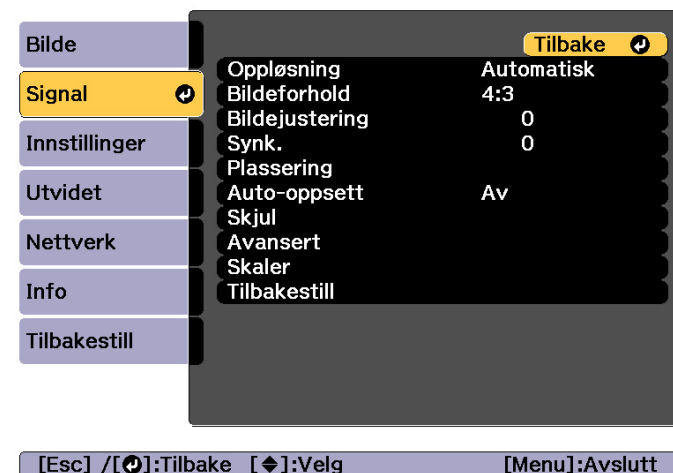 Bilde
Signal
Innstillinger
Utvidet
Nettverk
Info
Tilbakestill
Tilbake
Oppløsning Automatisk
Bildeforhold 4:3
Bildejustering 0
Synk. 0
Plassering
Auto-oppsett Av
Skjul
Avansert
Skaler
Tilbakestill
[Esc] /[⏎]:Tilbake [◆]:Velg [Menu]:Avslutt